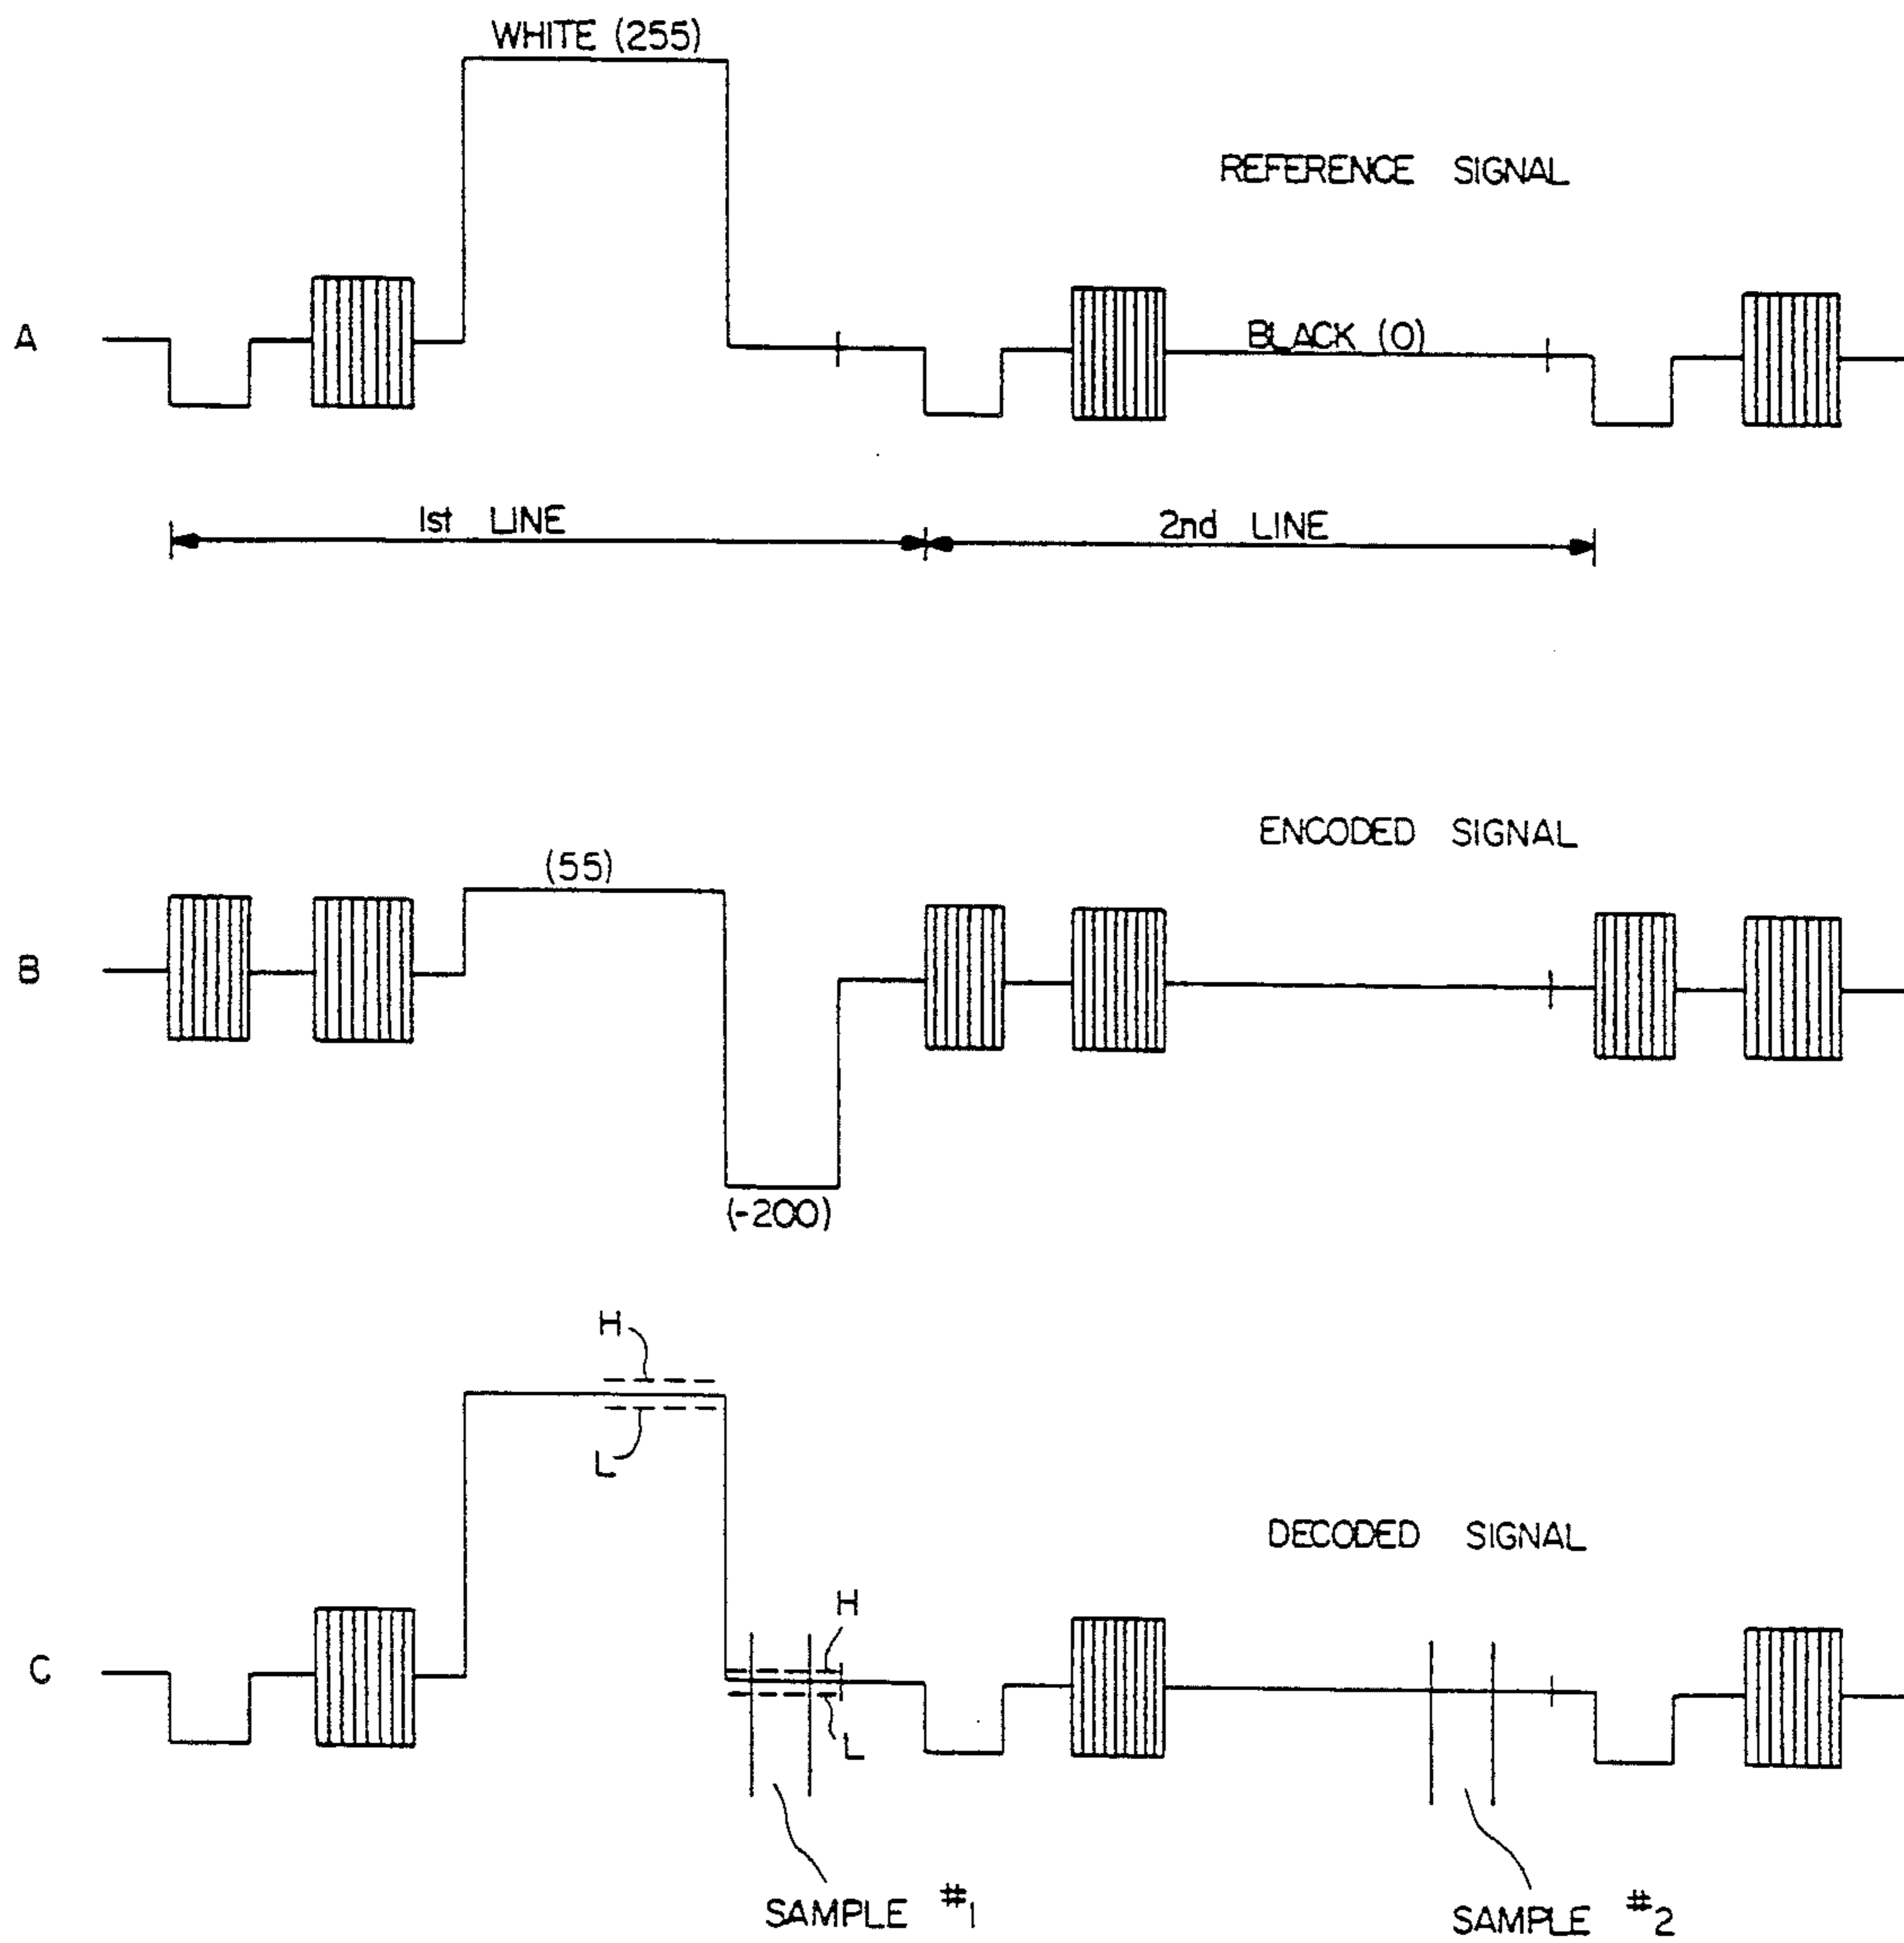 WHITE (255)
REFERENCE SIGNAL
A
BLACK (0)
1st LINE
2nd LINE
ENCODED SIGNAL
(55)
B
(-200)
H
L
DECODED SIGNAL
H
C
L
SAMPLE #1
SAMPLE #2